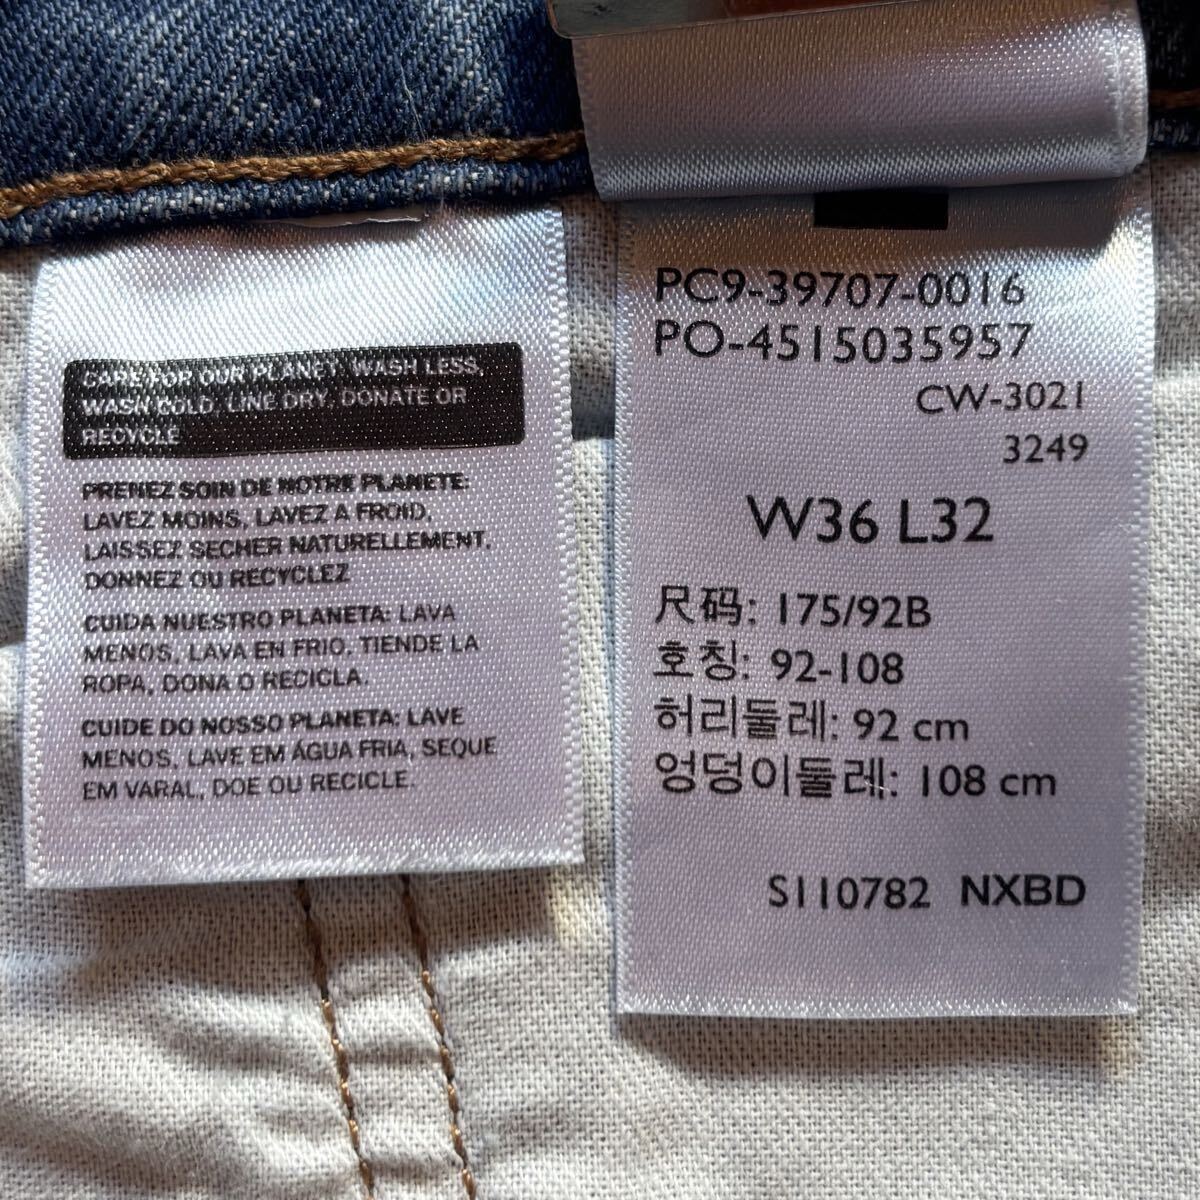 CARE FOR OUR PLANET: WASH LESS,
WASH COLD, LINE DRY, DONATE OR
RECYCLE
PRENEZ SOIN DE NOTRE PLANETE:
LAVEZ MOINS, LAVEZ A FROID,
LAISSEZ SECHER NATURELLEMENT,
DONNEZ OU RECYCLEZ
CUIDA NUESTRO PLANETA: LAVA
MENOS, LAVA EN FRIO, TIENDE LA
ROPA, DONA O RECICLA.
CUIDE DO NOSSO PLANETA: LAVE
MENOS, LAVE EM ÁGUA FRIA, SEQUE
EM VARAL, DOE OU RECICLE.
PC9-39707-0016
PO-4515035957
CW-3021
3249
W36 L32
尺码: 175/92B
호칭: 92-108
허리둘레: 92 cm
엉덩이둘레: 108 cm
S110782 NXBD